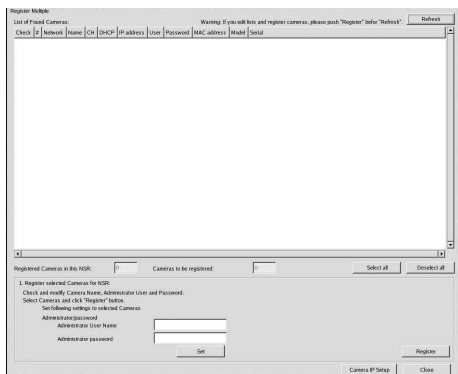 Register Multiple
List of Found Cameras: Warning: If you edit lists and register cameras, please push "Register" befor "Refresh". Refresh
Check # Network Name CH DHCP IP address User Password MAC address Model Serial
Registered Cameras in this NSR: 0 Cameras to be registered: 0 Select all Deselect all
1. Register selected Cameras for NSR:
Check and modify Camera Name, Administrator User and Password.
Select Cameras and click "Register" button.
Set following settings to selected Cameras
Administrator/password
Administrator User Name
Administrator password
Set Register
Camera IP Setup Close